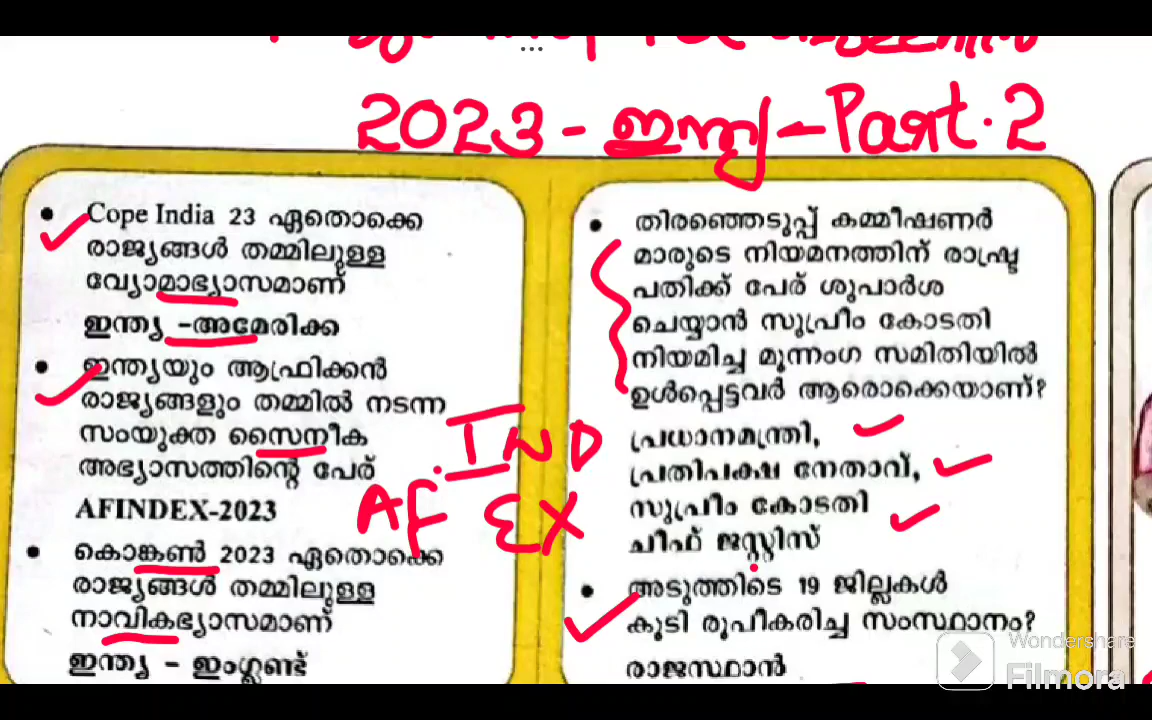 2023 - ഇന്ത്യ - Part. 2
• Cope India 23 ഏതൊക്കെ
രാജ്യങ്ങൾ തമ്മിലുള്ള
വ്യോമാഭ്യാസമാണ്
ഇന്ത്യ -അമേരിക്ക
• ഇന്ത്യയും ആഫ്രിക്കൻ
രാജ്യങ്ങളും തമ്മിൽ നടന്ന
സംയുക്ത സൈനീക
അഭ്യാസത്തിന്റെ പേര്
AFINDEX-2023
• കൊങ്കൺ 2023 ഏതൊക്കെ
രാജ്യങ്ങൾ തമ്മിലുള്ള
നാവികഭ്യാസമാണ്
ഇന്ത്യ - ഇംഗ്ലണ്ട്
IND
AF EX
• തിരഞ്ഞെടുപ്പ് കമ്മീഷണർ
മാരുടെ നിയമനത്തിന് രാഷ്ട്ര
പതിക്ക് പേര് ശുപാർശ
ചെയ്യാൻ സുപ്രീം കോടതി
നിയമിച്ച മൂന്നംഗ സമിതിയിൽ
ഉൾപ്പെട്ടവർ ആരൊക്കെയാണ്?
പ്രധാനമന്ത്രി,
പ്രതിപക്ഷ നേതാവ്,
സുപ്രീം കോടതി
ചീഫ് ജസ്റ്റിസ്
• അടുത്തിടെ 19 ജില്ലകൾ
കൂടി രൂപീകരിച്ച സംസ്ഥാനം?
രാജസ്ഥാൻ
Wondershare
Filmora